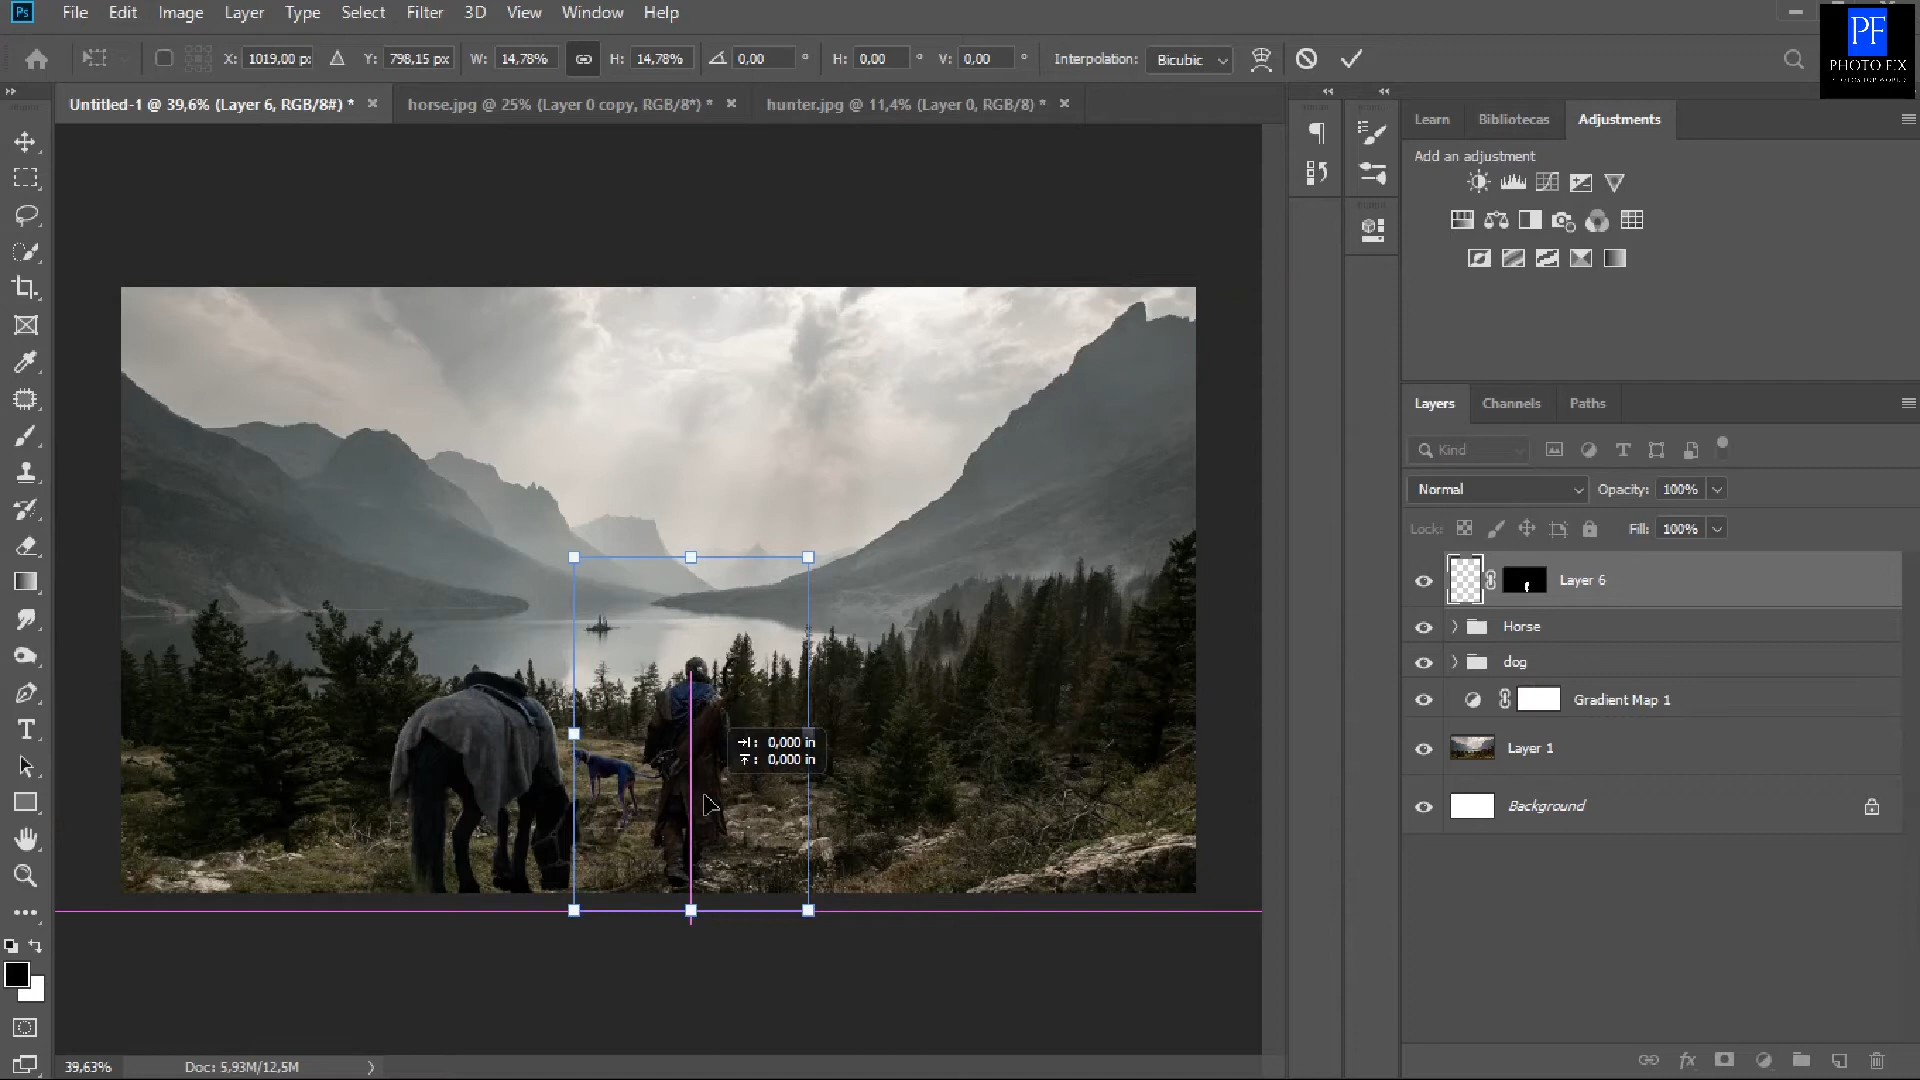 Ps File Edit Image Layer Type Select Filter 3D View Window Help
X: 1019,00 px Y: 798,15 px W: 14,78% H: 14,78% 0,00 ° H: 0,00 ° V: 0,00 ° Interpolation: Bicubic
PF
PHOTO FIX
Untitled-1 @ 39,6% (Layer 6, RGB/8#) * horse.jpg @ 25% (Layer 0 copy, RGB/8*) * hunter.jpg @ 11,4% (Layer 0, RGB/8) *
Learn Bibliotecas Adjustments
Add an adjustment
Layers Channels Paths
Kind
Normal Opacity: 100%
Lock: Fill: 100%
Layer 6
Horse
dog
Gradient Map 1
Layer 1
Background
: 0,000 in
: 0,000 in
39,63% Doc: 5,93M/12,5M